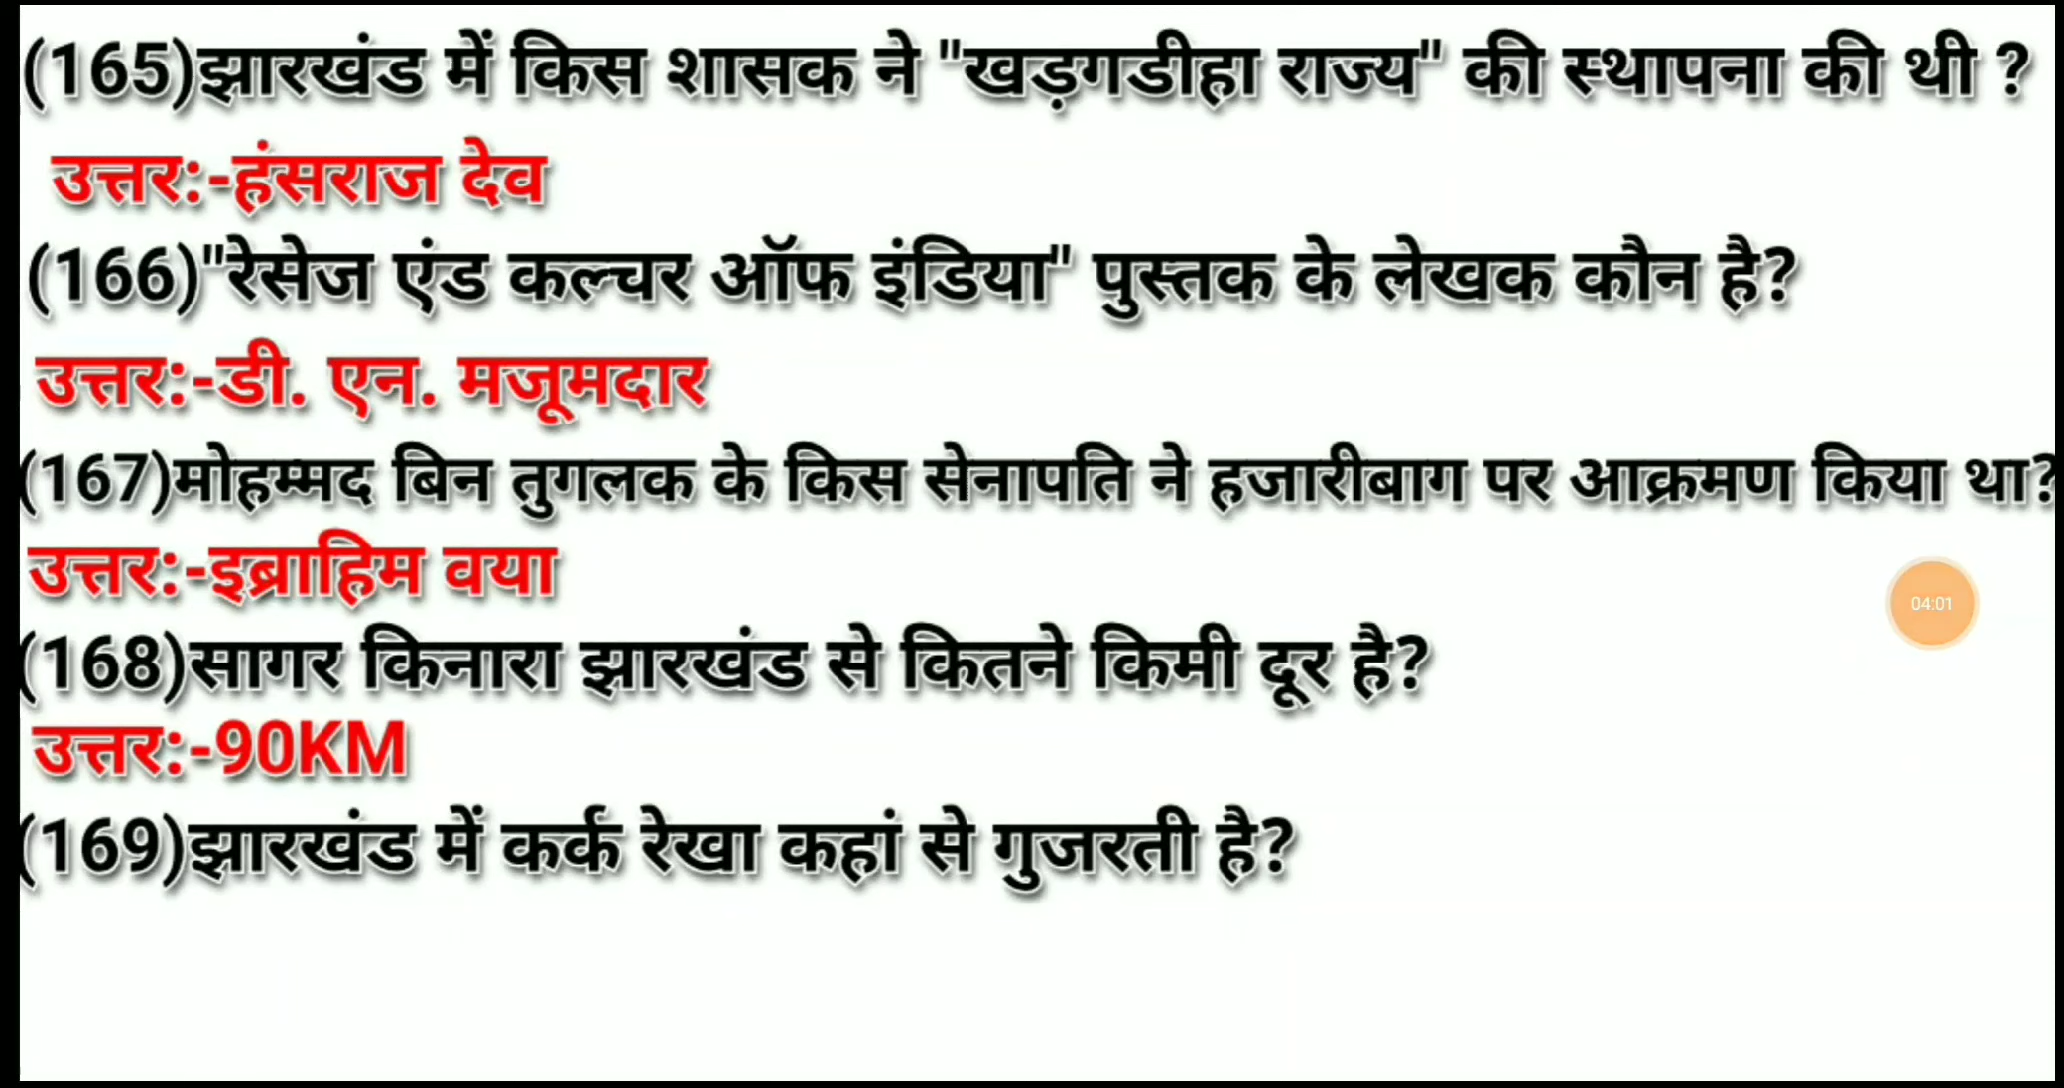 (165)झारखंड में किस शासक ने "खड़गडीहा राज्य" की स्थापना की थी ?
उत्तर:-हंसराज देव
(166)"रेसेज एंड कल्चर ऑफ इंडिया" पुस्तक के लेखक कौन है?
उत्तर:-डी. एन. मजूमदार
(167)मोहम्मद बिन तुगलक के किस सेनापति ने हजारीबाग पर आक्रमण किया था?
उत्तर:-इब्राहिम वया
04:01
(168)सागर किनारा झारखंड से कितने किमी दूर है?
उत्तर:-90KM
(169)झारखंड में कर्क रेखा कहां से गुजरती है?